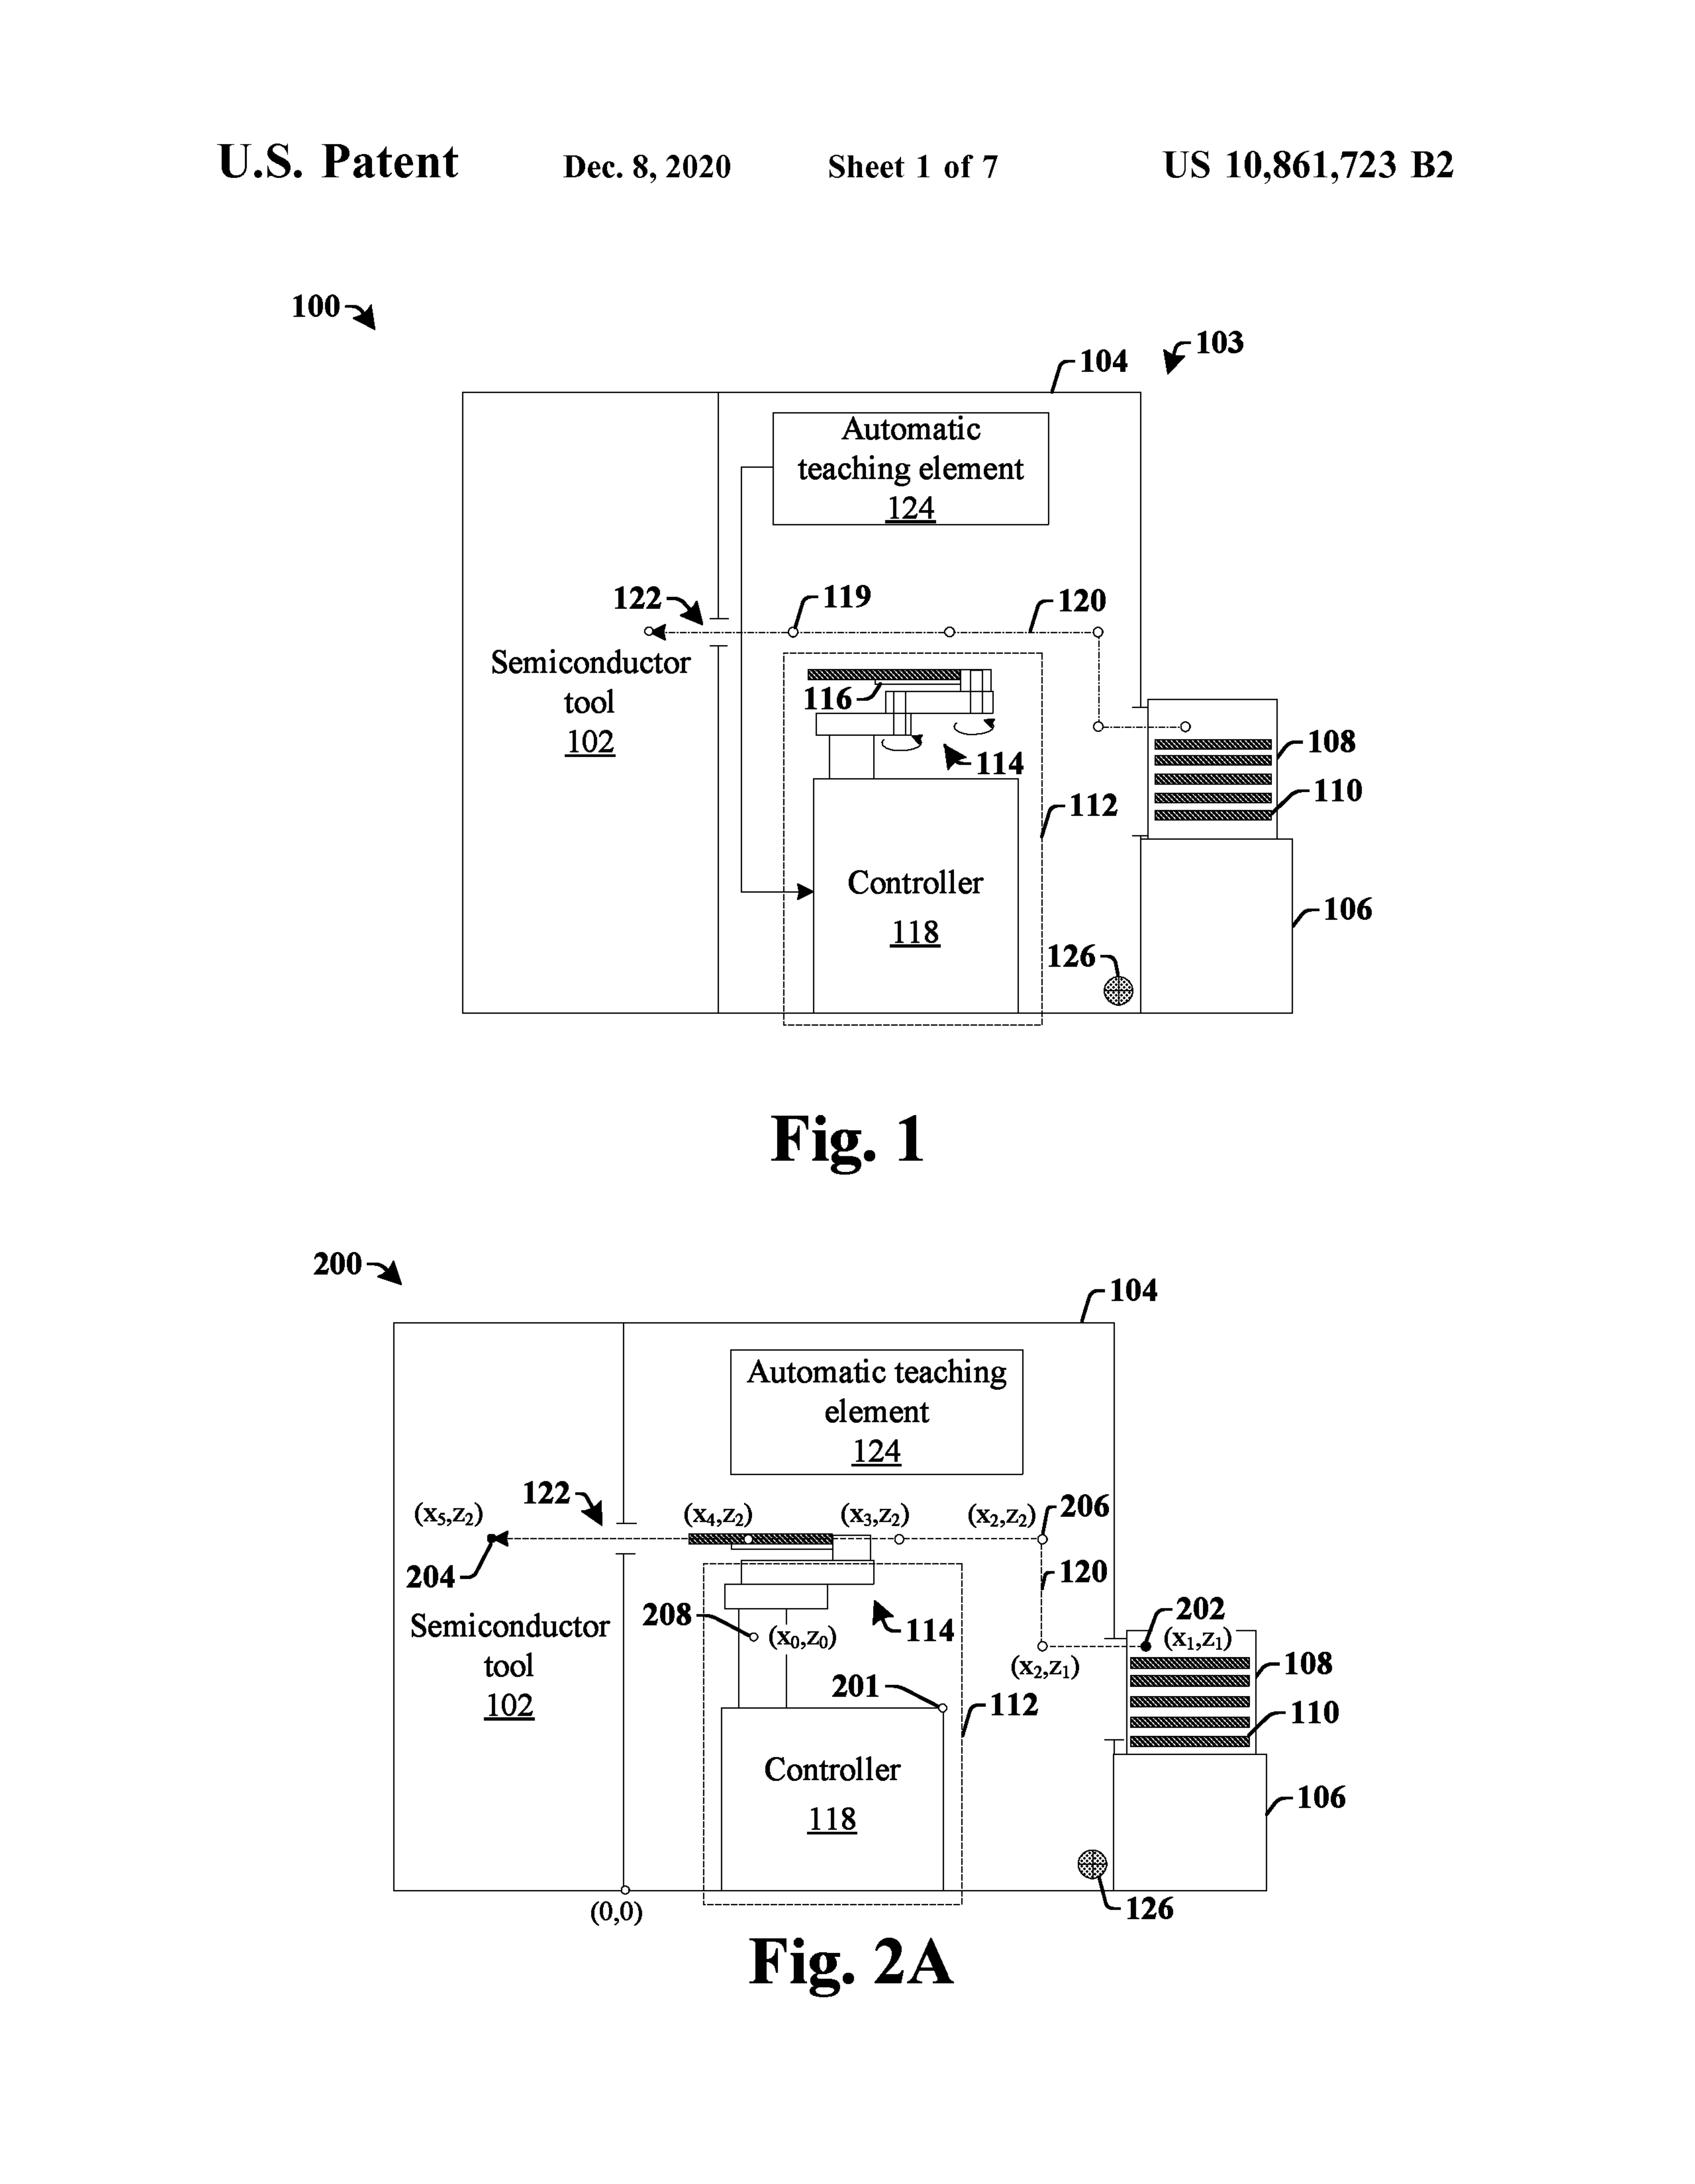 U.S. Patent Dec. 8, 2020 Sheet 1 of 7 US 10,861,723 B2
100
103
104
Automatic
teaching element
124
122
119
120
Semiconductor
tool
102
116
114
108
110
112
Controller
118
106
126
Fig. 1
200
104
Automatic teaching
element
124
122
(x5,z2)
(x4,z2)
(x3,z2)
(x2,z2)
206
204
120
202
208
(x0,z0)
114
(x1,z1)
Semiconductor
tool
102
(x2,z1)
108
201
112
110
Controller
118
106
(0,0)
126
Fig. 2A